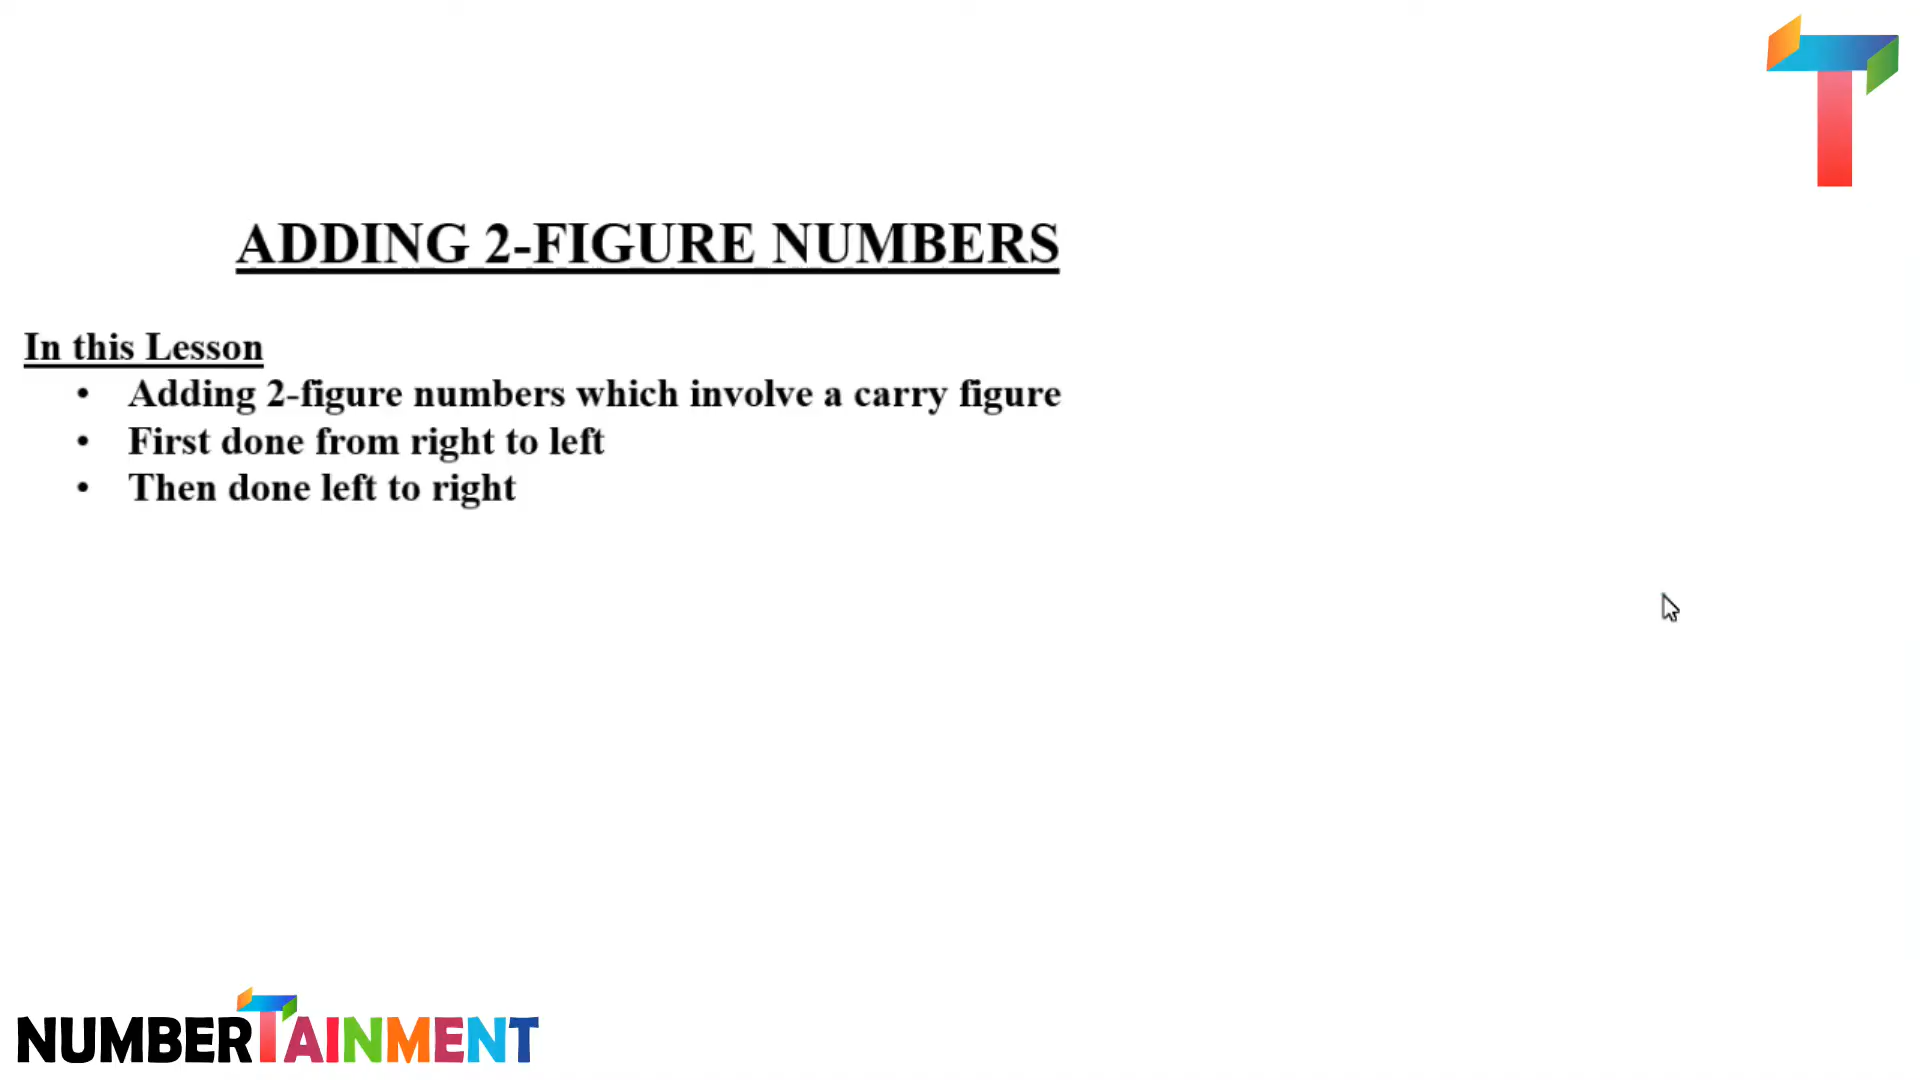 ADDING 2-FIGURE NUMBERS
In this Lesson
• Adding 2-figure numbers which involve a carry figure
• First done from right to left
• Then done left to right
NUMBERTAINMENT